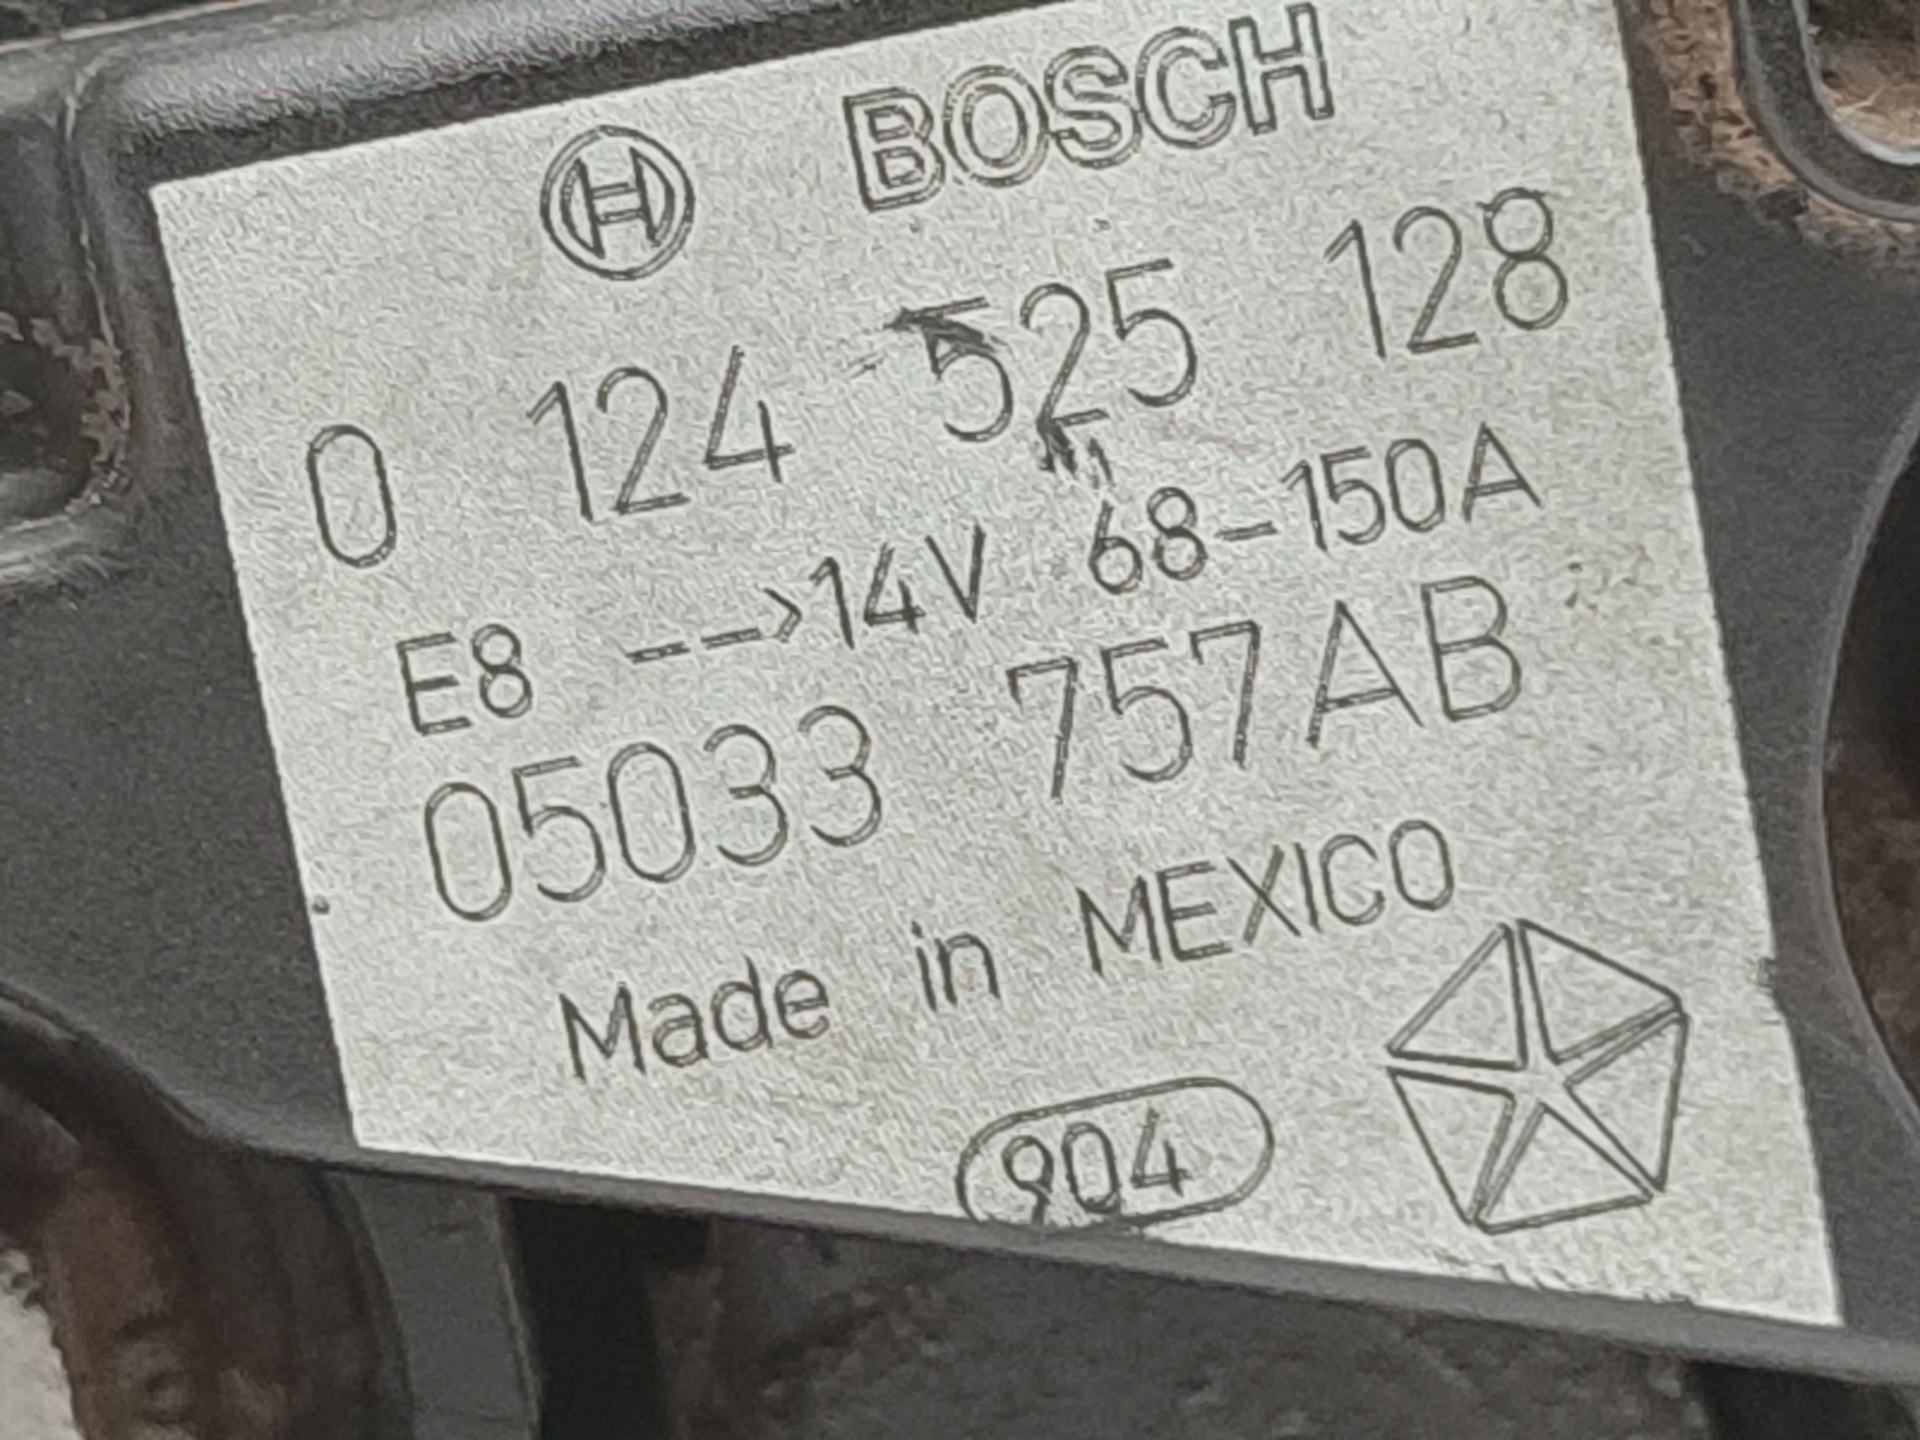 BOSCH
0 124 525 128
E8 -->14V 68-150A
05033 757AB
Made in MEXICO
904